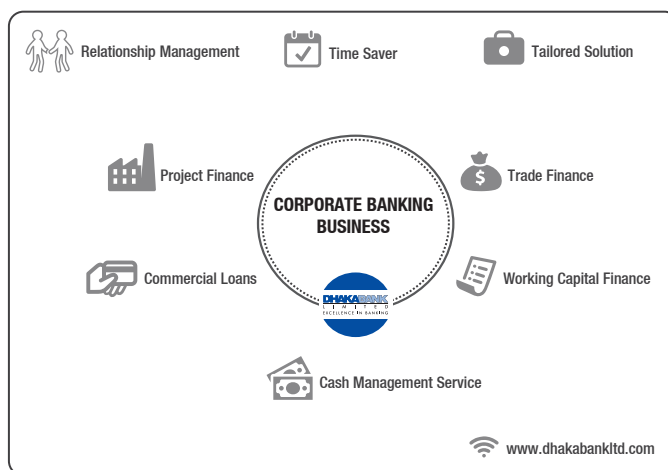 Relationship Management
Time Saver
Tailored Solution
Project Finance
$
Trade Finance
CORPORATE BANKING
BUSINESS
Commercial Loans
Working Capital Finance
DHAKABANK
LIMITED
EXCELLENCE IN BANKING
Cash Management Service
www.dhakabankltd.com